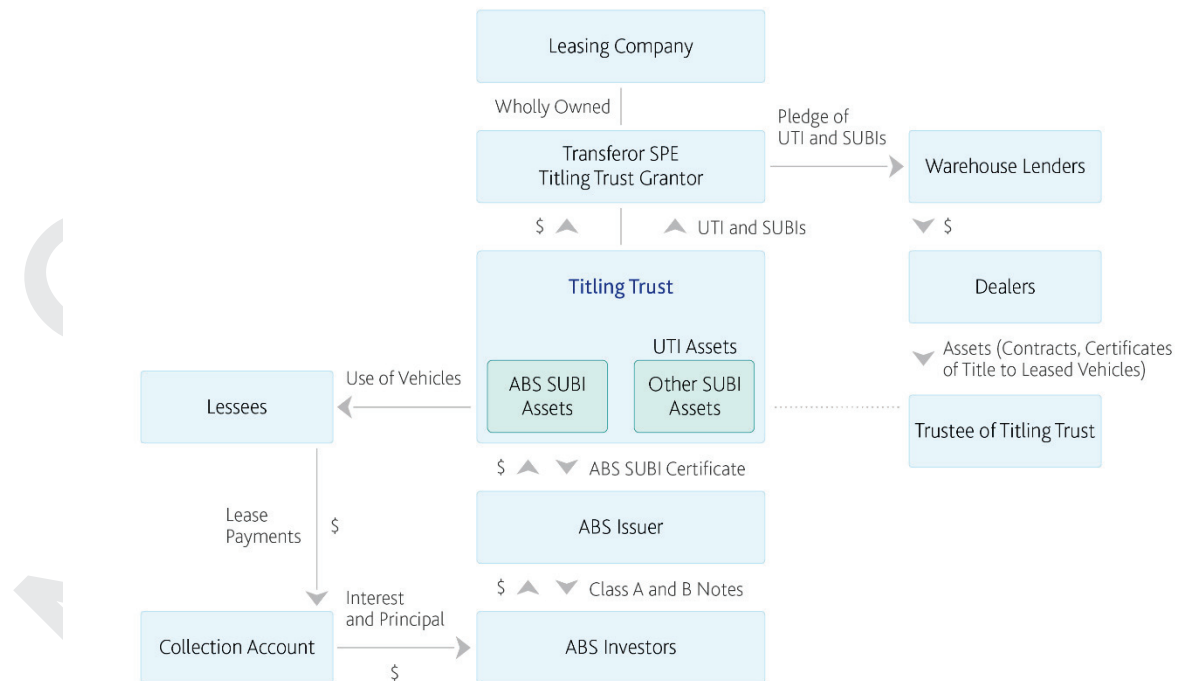 Leasing Company
Wholly Owned
Pledge of
UTI and SUBIs
Transferor SPE
Titling Trust Grantor
Warehouse Lenders
$
UTI and SUBIs
$
Titling Trust
Dealers
UTI Assets
Assets (Contracts, Certificates
of Title to Leased Vehicles)
Use of Vehicles
ABS SUBI
Assets
Other SUBI
Assets
Lessees
Trustee of Titling Trust
$
ABS SUBI Certificate
Lease
Payments
$
ABS Issuer
$
Class A and B Notes
Interest
and Principal
Collection Account
ABS Investors
$